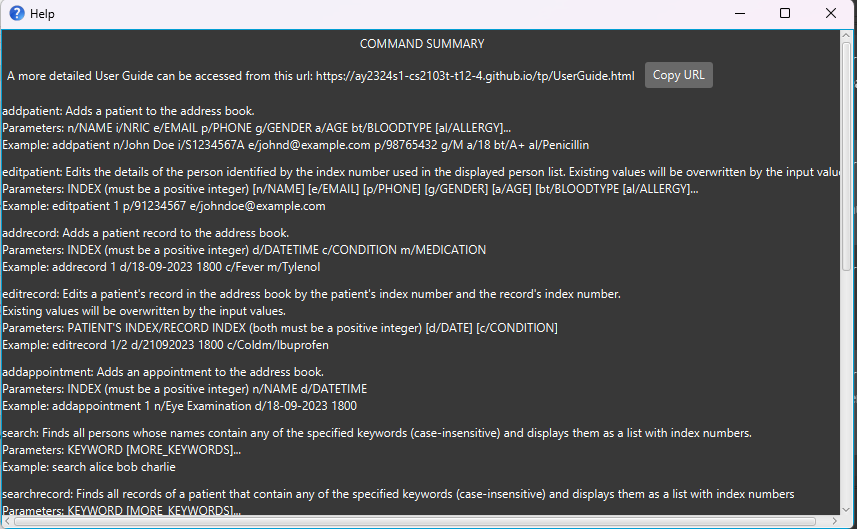 Help
COMMAND SUMMARY
A more detailed User Guide can be accessed from this url: https://ay2324s1-cs2103t-t12-4.github.io/tp/UserGuide.html Copy URL
addpatient: Adds a patient to the address book.
Parameters: n/NAME i/NRIC e/EMAIL p/PHONE g/GENDER a/AGE bt/BLOODTYPE [al/ALLERGY]...
Example: addpatient n/John Doe i/S1234567A e/johnd@example.com p/98765432 g/M a/18 bt/A+ al/Penicillin
editpatient: Edits the details of the person identified by the index number used in the displayed person list. Existing values will be overwritten by the input
Parameters: INDEX (must be a positive integer) [n/NAME] [e/EMAIL] [p/PHONE] [g/GENDER] [a/AGE] [bt/BLOODTYPE [al/ALLERGY]...
Example: editpatient 1 p/91234567 e/johndoe@example.com
addrecord: Adds a patient record to the address book.
Parameters: INDEX (must be a positive integer) d/DATETIME c/CONDITION m/MEDICATION
Example: addrecord 1 d/18-09-2023 1800 c/Fever m/Tylenol
editrecord: Edits a patient's record in the address book by the patient's index number and the record's index number.
Existing values will be overwritten by the input values.
Parameters: PATIENT'S INDEX/RECORD INDEX (both must be a positive integer) [d/DATE] [c/CONDITION]
Example: editrecord 1/2 d/21092023 1800 c/Coldm/Ibuprofen
addappointment: Adds an appointment to the address book.
Parameters: INDEX (must be a positive integer) n/NAME d/DATETIME
Example: addappointment 1 n/Eye Examination d/18-09-2023 1800
search: Finds all persons whose names contain any of the specified keywords (case-insensitive) and displays them as a list with index numbers.
Parameters: KEYWORD [MORE_KEYWORDS]...
Example: search alice bob charlie
searchrecord: Finds all records of a patient that contain any of the specified keywords (case-insensitive) and displays them as a list with index numbers
Parameters: KEYWORD [MORE_KEYWORDS]...